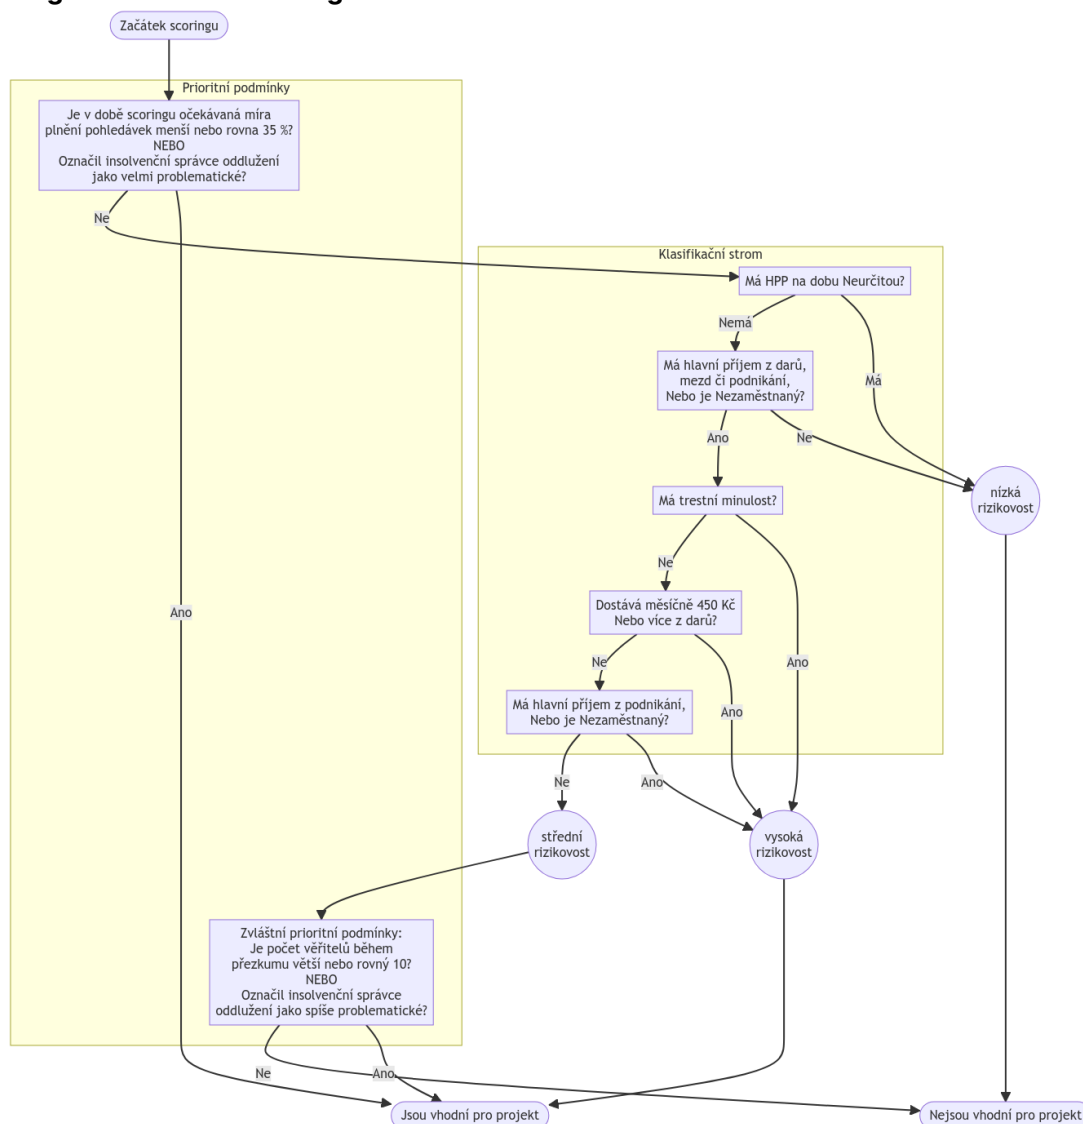 Začátek scoringu
Prioritní podmínky
Je v době scoringu očekávaná míra
plnění pohledávek menší nebo rovna 35 %?
NEBO
Označil insolvenční správce oddlužení
jako velmi problematické?
Ne
Klasifikační strom
Má HPP na dobu Neurčitou?
Nemá
Má hlavní příjem z darů,
mezd či podnikání,
Nebo je Nezaměstnaný?
Má
Ano
Ne
Má trestní minulost?
nízká
rizikovost
Ne
Dostává měsíčně 450 Kč
Nebo více z darů?
Ano
Ne
Ano
Má hlavní příjem z podnikání,
Nebo je Nezaměstnaný?
Ano
Ne
Ano
střední
rizikovost
vysoká
rizikovost
Zvláštní prioritní podmínky:
Je počet věřitelů během
přezkumu větší nebo rovný 10?
NEBO
Označil insolvenční správce
oddlužení jako spíše problematické?
Ne
Ano
Jsou vhodní pro projekt
Nejsou vhodní pro projekt